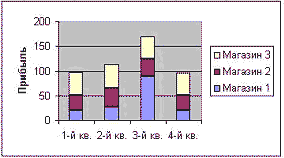 200
150
100
50
0
Прибыль
1-й кв. 2-й кв. 3-й кв. 4-й кв.
Магазин 3
Магазин 2
Магазин 1